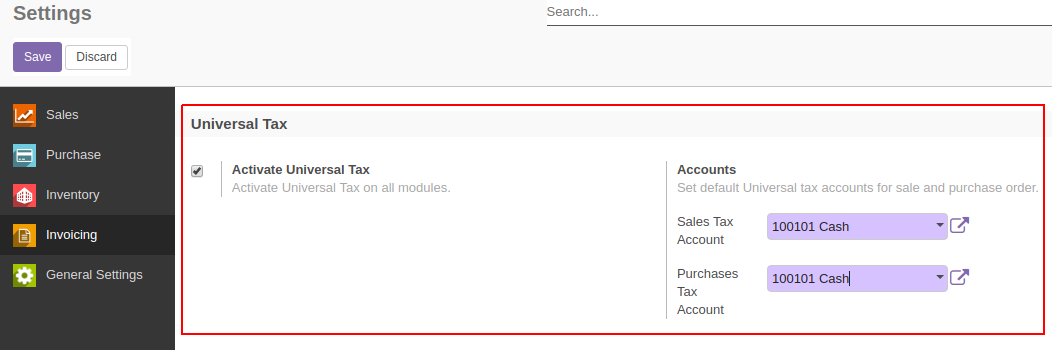 Settings
Search...
Save
Discard
Sales
Purchase
Inventory
Invoicing
General Settings
Universal Tax
Activate Universal Tax
Activate Universal Tax on all modules.
Accounts
Set default Universal tax accounts for sale and purchase order.
Sales Tax
Account
100101 Cash
Purchases
Tax
Account
100101 Cash